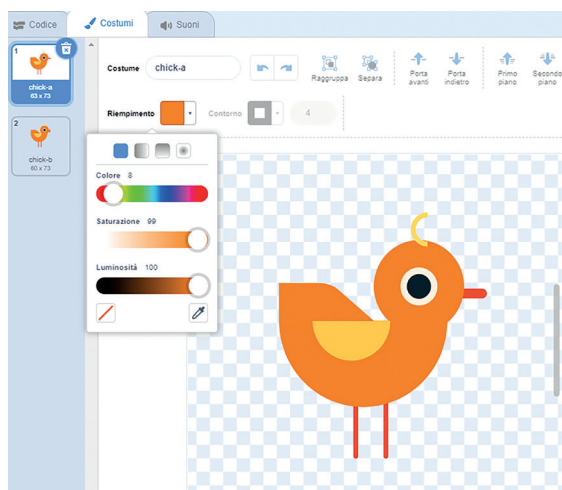 Codice Costumi Suoni
1
chick-a
63 x 73
2
chick-b
60 x 73
Costume chick-a
Raggruppa Separa Porta avanti Porta indietro Primo piano Secondo piano
Riempimento Contorno 4
Colore 8
Saturazione 99
Luminosità 100